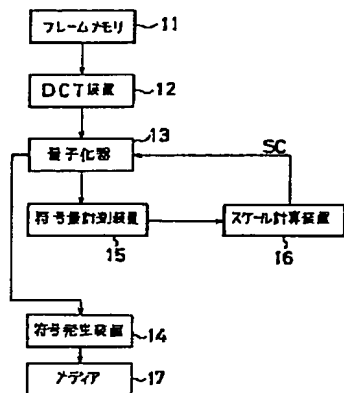 フレームメモリ
11
DCT装置
12
量子化器
13
SC
符号量計測装置
15
スケール計算装置
16
符号発生装置
14
メディア
17